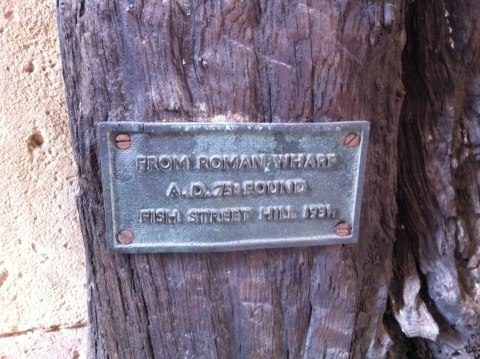 FROM ROMAN WHARF
A.D. 75. FOUND
FISH STREET HILL 1931.